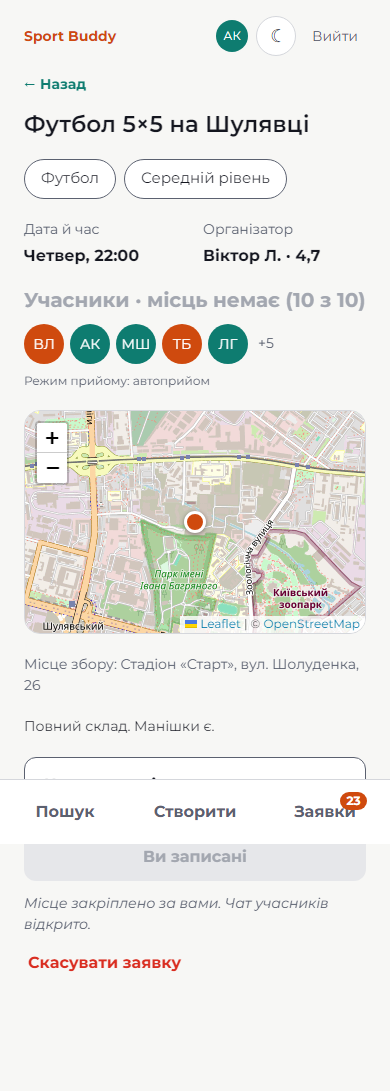 Sport Buddy
АК
Вийти
← Назад
Футбол 5×5 на Шулявці
Футбол
Середній рівень
Дата й час
Організатор
Четвер, 22:00
Віктор Л. · 4,7
Учасники · місць немає (10 з 10)
ВЛ
АК
МШ
ТБ
ЛГ
+5
Режим прийому: автоприйом
+
−
Зоологічна вулиця
Парк імені
Івана Багряного
Київський
зоопарк
Шулявський
Leaflet | © OpenStreetMap
Місце збору: Стадіон «Старт», вул. Шолуденка,
26
Повний склад. Манішки є.
Пошук
Створити
Заявки
23
Ви записані
Місце закріплено за вами. Чат учасників
відкрито.
Скасувати заявку